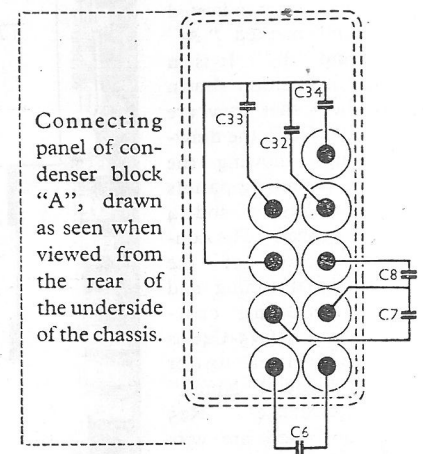 Connecting
panel of con-
denser block
“A”, drawn
as seen when
viewed from
the rear of
the underside
of the chassis.
C34
C33
C32
C8
C7
C6